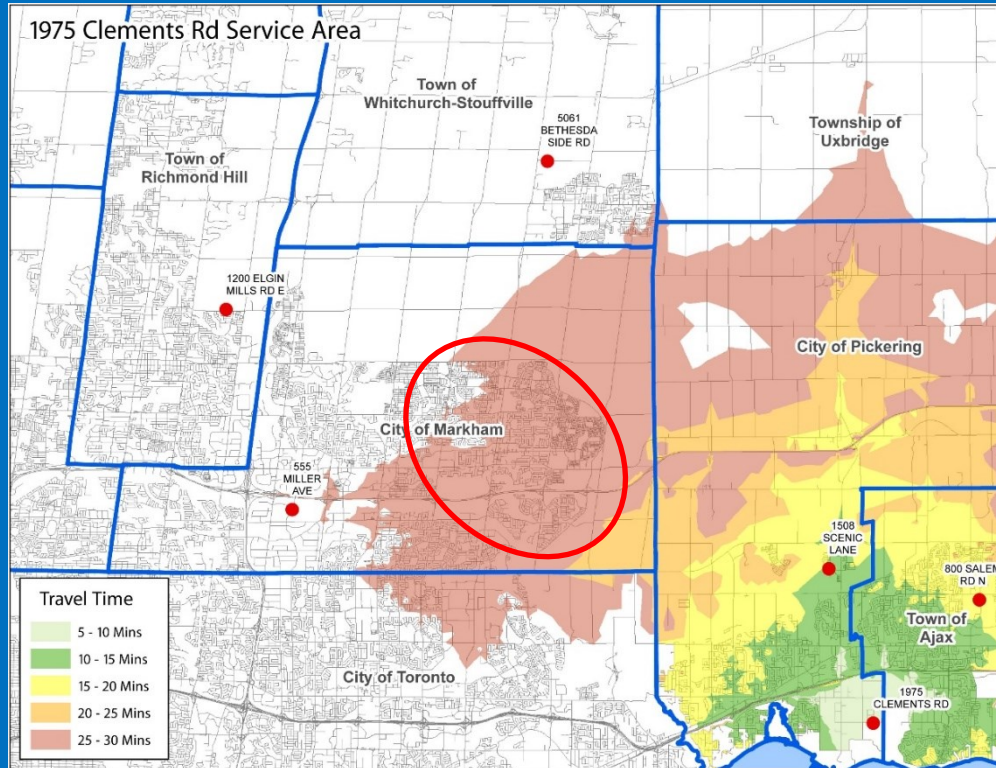 1975 Clements Rd Service Area
Town of
Whitchurch-Stouffville
5061
BETHESDA
SIDE RD
Township of
Uxbridge
Town of
Richmond Hill
1200 ELGIN
MILLS RD E
City of Pickering
City of Markham
555
MILLER
AVE
1508
SCENIC
LANE
800 SALEM
RD N
Town of
Ajax
City of Toronto
1975
CLEMENTS RD
Travel Time
5 - 10 Mins
10 - 15 Mins
15 - 20 Mins
20 - 25 Mins
25 - 30 Mins